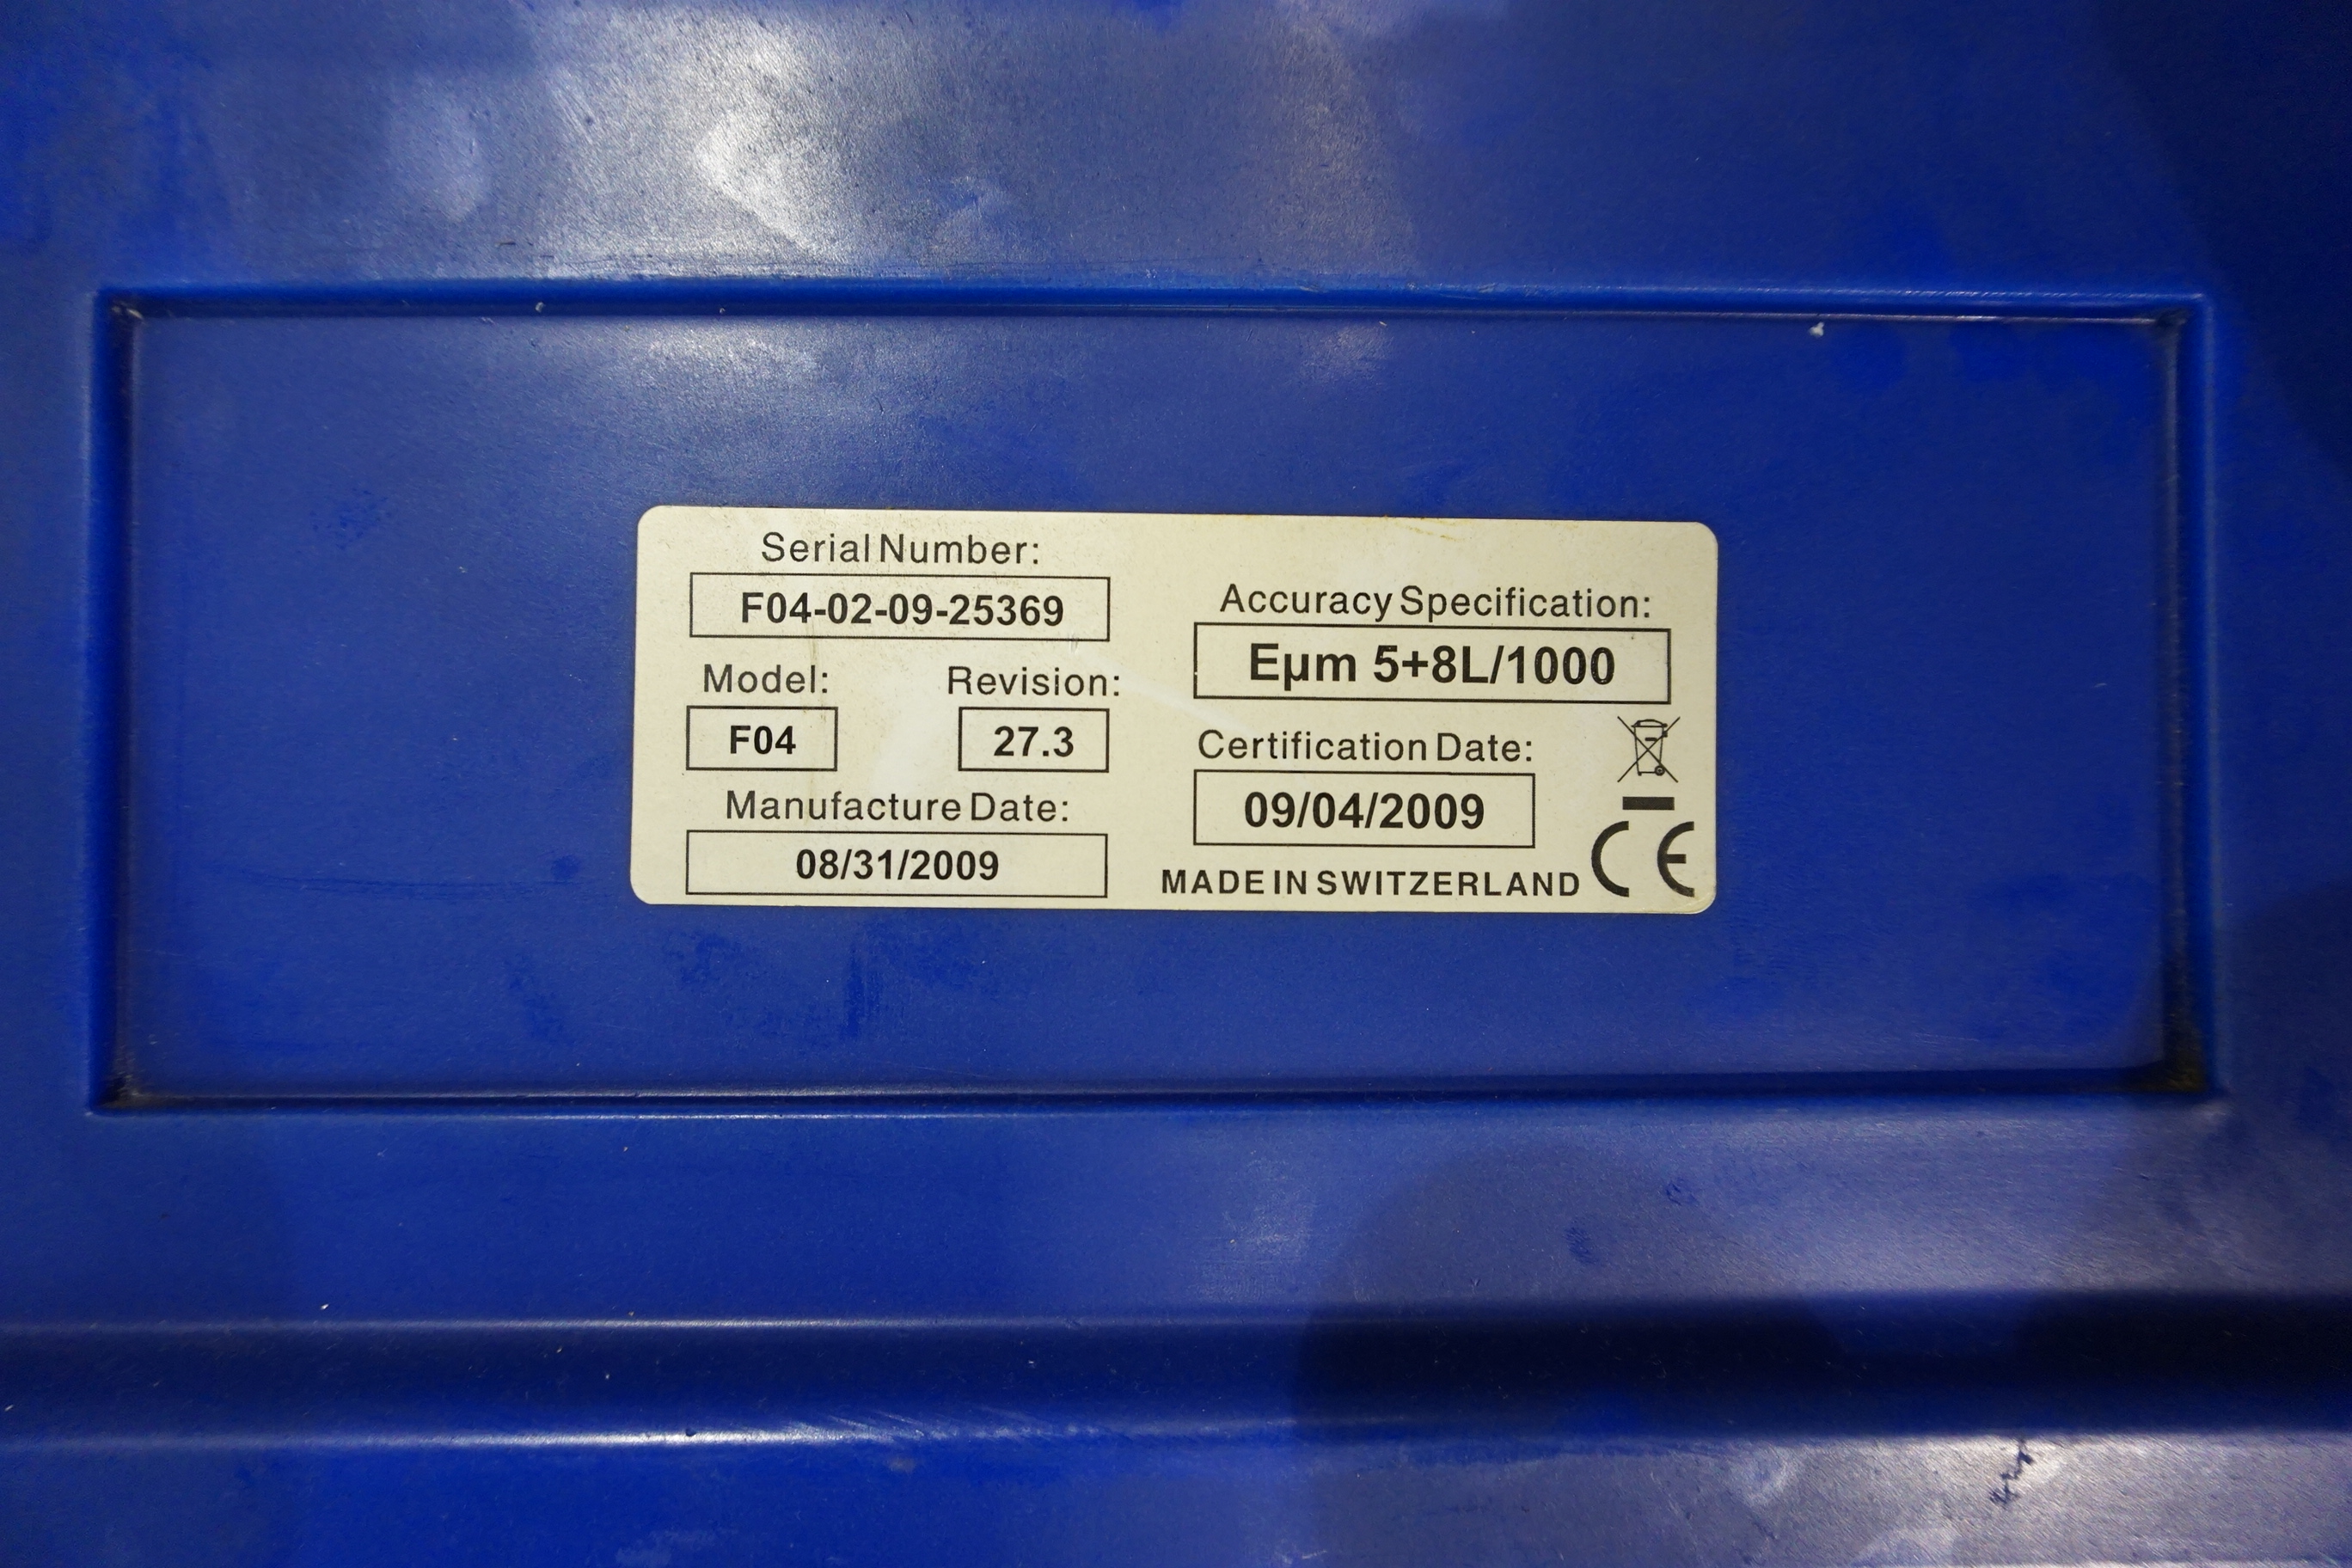 Serial Number:
F04-02-09-25369
Model: Revision:
F04 27.3
Manufacture Date:
08/31/2009
Accuracy Specification:
Eµm 5+8L/1000
Certification Date:
09/04/2009
MADE IN SWITZERLAND CE